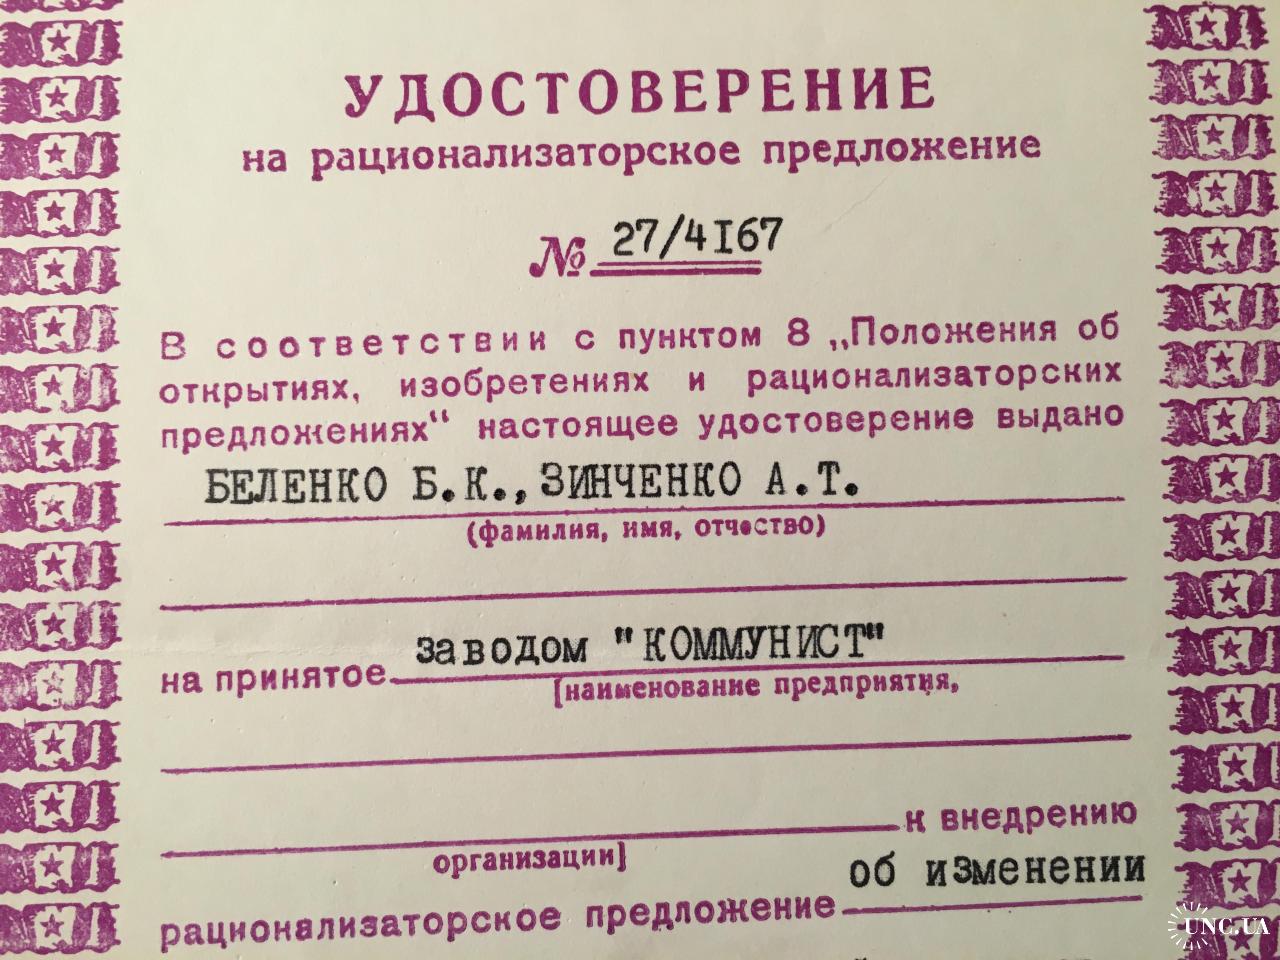 УДОСТОВЕРЕНИЕ
на рационализаторское предложение
№ 27/4I67
В соответствии с пунктом 8 „Положения об
открытиях, изобретениях и рационализаторских
предложениях“ настоящее удостоверение выдано
БЕЛЕНКО Б.К., ЗИНЧЕНКО А.Т.
(фамилия, имя, отчество)
на принятое заводом "КОММУНИСТ"
[наименование предприятия,
к внедрению
организации]
рационализаторское предложение об изменении
UNC.UA